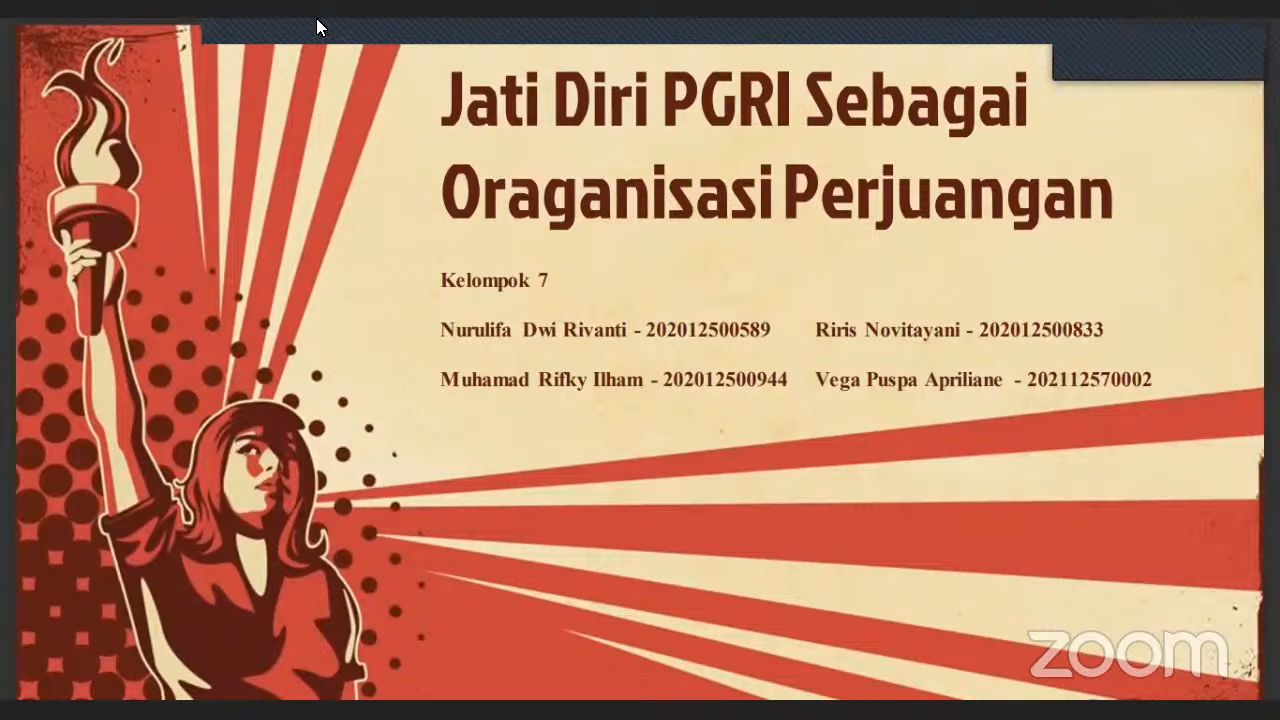 Jati Diri PGRI Sebagai
Oraganisasi Perjuangan
Kelompok 7
Nurulifa Dwi Rivanti - 202012500589 Riris Novitayani - 202012500833
Muhamad Rifky Ilham - 202012500944 Vega Puspa Apriliane - 202112570002
zoom